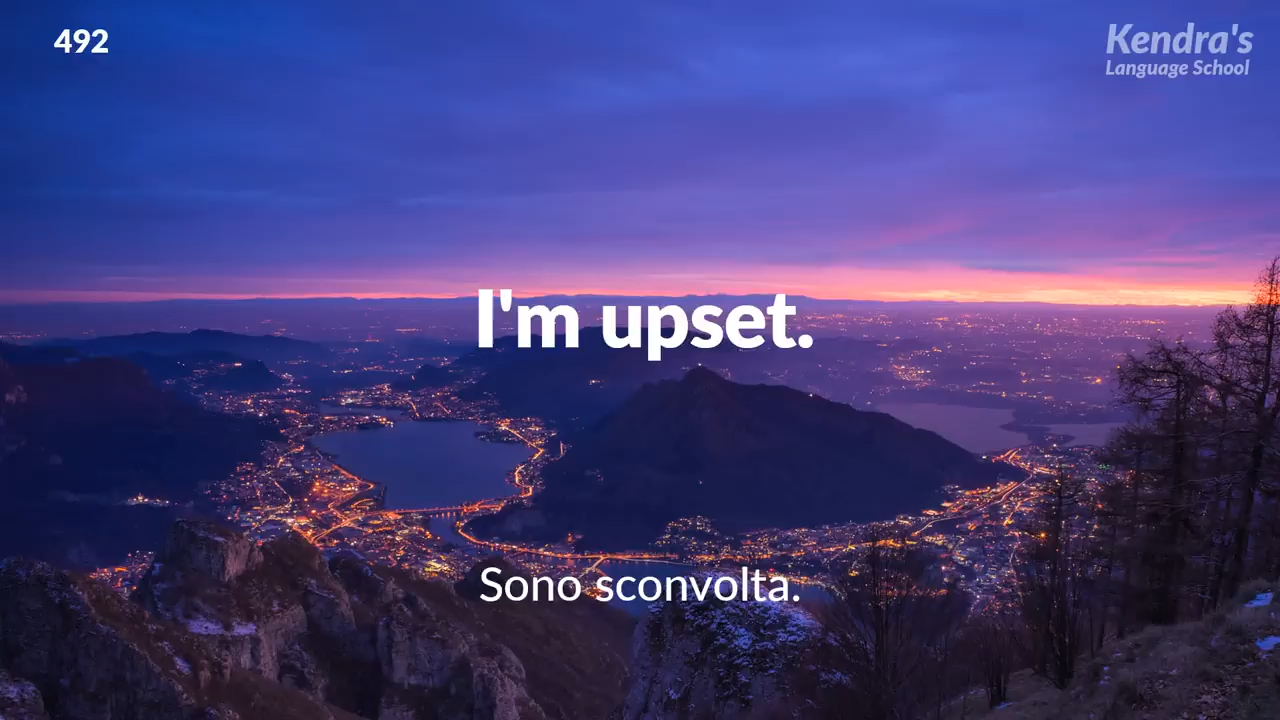 492
Kendra's
Language School
I'm upset.
Sono sconvolta.